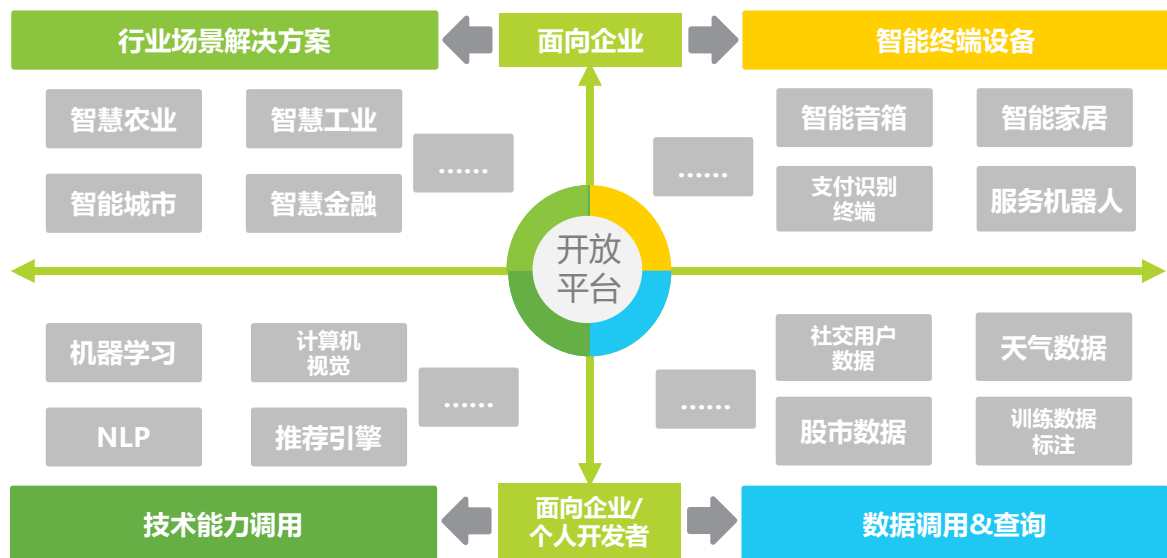 行业场景解决方案
面向企业
智能终端设备
智慧农业
智慧工业
......
智能城市
智慧金融
......
智能音箱
智能家居
支付识别
终端
服务机器人
开放
平台
机器学习
计算机
视觉
......
NLP
推荐引擎
......
社交用户
数据
天气数据
股市数据
训练数据
标注
技术能力调用
面向企业/
个人开发者
数据调用&查询